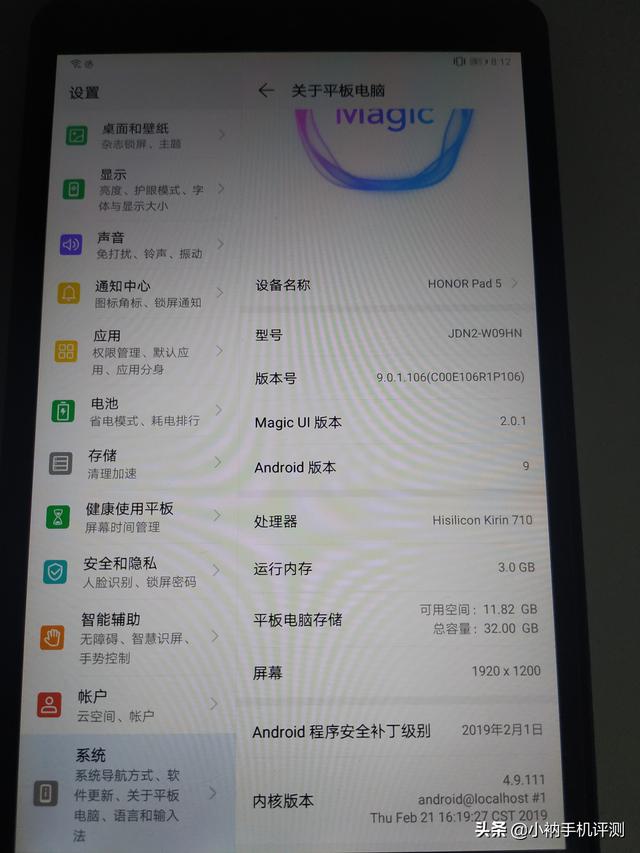 8:12
设置
关于平板电脑
Magic
桌面和壁纸
杂志锁屏、主题
显示
亮度、护眼模式、字
体与显示大小
声音
免打扰、铃声、振动
通知中心
图标角标、锁屏通知
应用
权限管理、默认应
用、应用分身
电池
省电模式、耗电排行
存储
清理加速
健康使用平板
屏幕时间管理
安全和隐私
人脸识别、锁屏密码
智能辅助
无障碍、智慧识屏、
手势控制
帐户
云空间、帐户
系统
系统导航方式、软
件更新、关于平板
电脑、语言和输入
法
设备名称 HONOR Pad 5
型号 JDN2-W09HN
版本号 9.0.1.106(C00E106R1P106)
Magic UI 版本 2.0.1
Android 版本 9
处理器 Hisilicon Kirin 710
运行内存 3.0 GB
平板电脑存储 可用空间：11.82 GB
总容量：32.00 GB
屏幕 1920 x 1200
Android 程序安全补丁级别 2019年2月1日
内核版本 4.9.111
android@localhost #1
Thu Feb 21 16:19:27 CST 2019
头条 @小衲手机评测